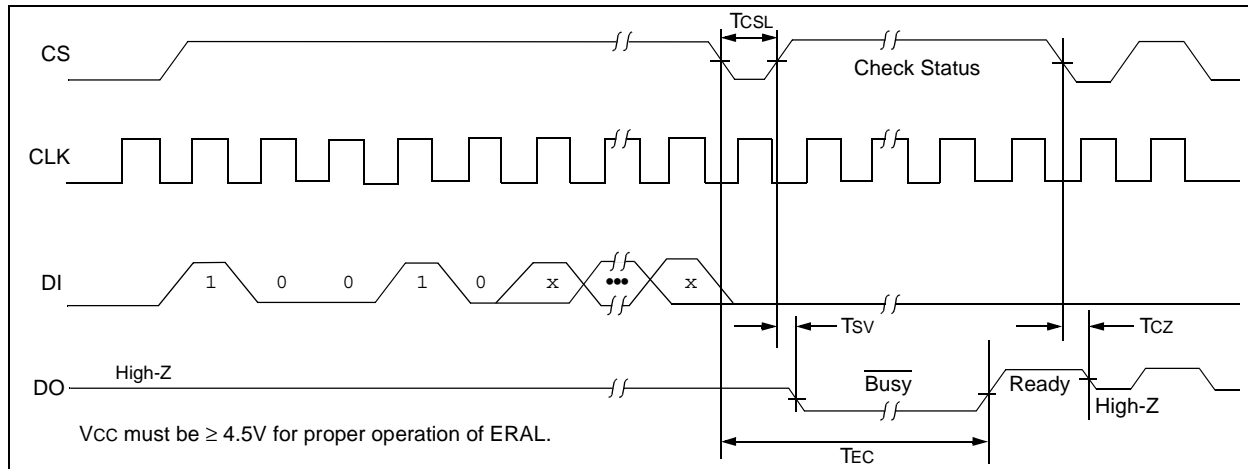 TCSL
CS
Check Status
CLK
DI
1 0 0 1 0 x ••• x
TSV
TCZ
DO
High-Z
Busy
Ready
High-Z
VCC must be ≥ 4.5V for proper operation of ERAL.
TEC